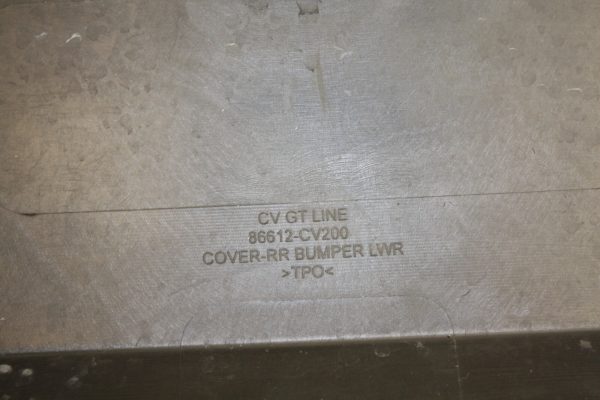 CV GT LINE
86612-CV200
COVER-RR BUMPER LWR
>TPO<